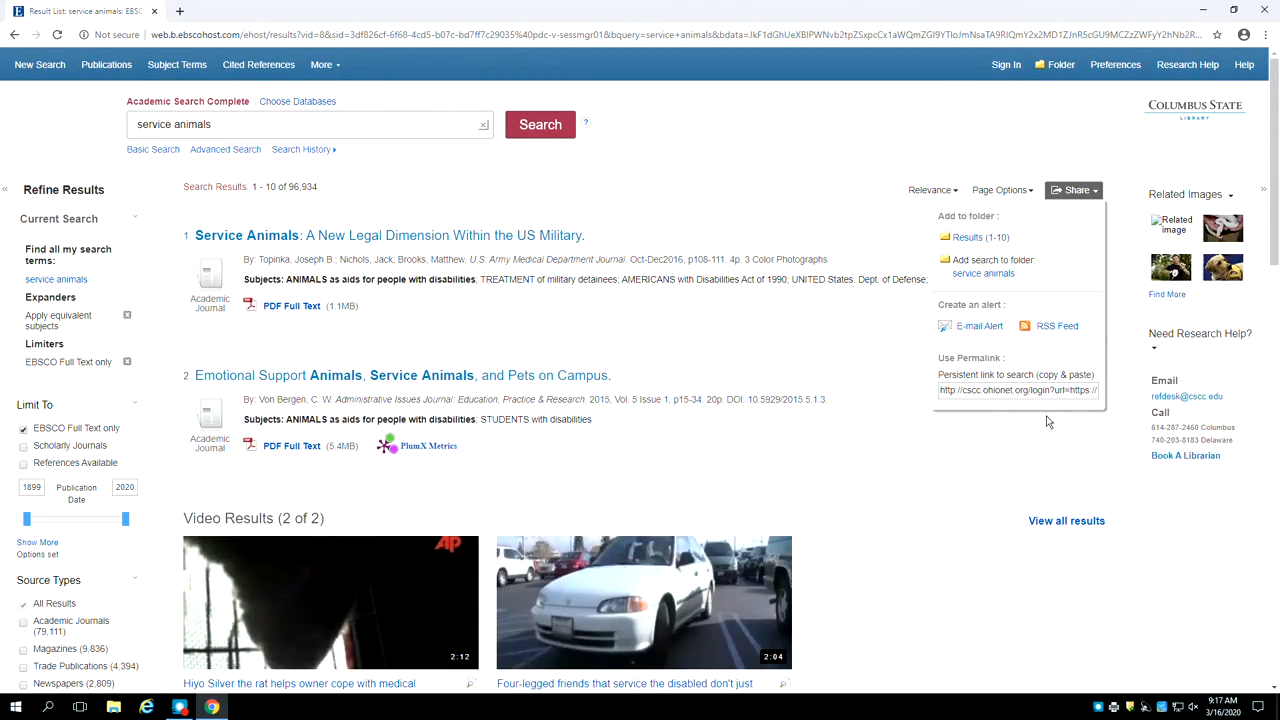 Result List: service animals: EBS
Not secure
web.b.ebscohost.com/ehost/results?vid=8&sid=3df826cf-6f68-4cd5-b07c-bd7ff7c29035%40pdc-v-sessmgr01&bquery=service+animals&bdata=
New Search
Publications
Subject Terms
Cited References
More
Sign In
Folder
Preferences
Research Help
Help
Academic Search Complete
Choose Databases
service animals
Search
?
Basic Search
Advanced Search
Search History
COLUMBUS STATE
LIBRARY
Refine Results
Current Search
Find all my search
terms:
service animals
Expanders
Apply equivalent
subjects
Limiters
EBSCO Full Text only
Limit To
EBSCO Full Text only
Scholarly Journals
References Available
1899
Publication
Date
2020
Show More
Options set
Source Types
All Results
Academic Journals
(79,111)
Magazines (9,836)
Trade Publications (4,394)
Newspapers (2,809)
Search Results: 1 - 10 of 96,934
Relevance
Page Options
Share
1. Service Animals: A New Legal Dimension Within the US Military.
By: Topinka, Joseph B.; Nichols, Jack; Brooks, Matthew. U.S. Army Medical Department Journal. Oct-Dec2016, p108-111. 4p. 3 Color Photographs.
Subjects: ANIMALS as aids for people with disabilities; TREATMENT of military detainees; AMERICANS with Disabilities Act of 1990; UNITED States. Dept. of Defense;
Academic
Journal
PDF Full Text (1.1MB)
2. Emotional Support Animals, Service Animals, and Pets on Campus.
By: Von Bergen, C. W. Administrative Issues Journal: Education, Practice & Research. 2015, Vol. 5 Issue 1, p15-34. 20p. DOI: 10.5929/2015.5.1.3.
Subjects: ANIMALS as aids for people with disabilities; STUDENTS with disabilities
Academic
Journal
PDF Full Text (5.4MB)
PlumX Metrics
Add to folder :
Results (1-10)
Add search to folder:
service animals
Create an alert :
E-mail Alert
RSS Feed
Use Permalink :
Persistent link to search (copy & paste)
http://cscc.ohionet.org/login?url=https://
Video Results (2 of 2)
View all results
AP
2:12
2:04
Hiyo Silver the rat helps owner cope with medical
Four-legged friends that service the disabled don't just
Related Images
Related
image
Find More
Need Research Help?
Email
refdesk@cscc.edu
Call
614-287-2460 Columbus
740-203-8183 Delaware
Book A Librarian
9:17 AM
3/16/2020